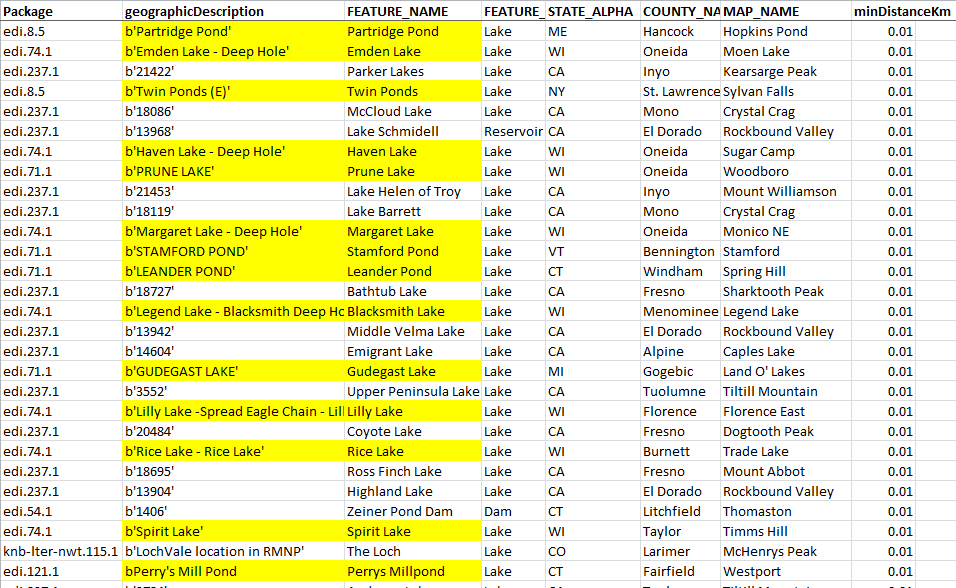 Package geographicDescription FEATURE_NAME FEATURE_ STATE_ALPHA COUNTY_NA MAP_NAME minDistanceKm
edi.8.5 b'Partridge Pond' Partridge Pond Lake ME Hancock Hopkins Pond 0.01
edi.74.1 b'Emden Lake - Deep Hole' Emden Lake Lake WI Oneida Moen Lake 0.01
edi.237.1 b'21422' Parker Lakes Lake CA Inyo Kearsarge Peak 0.01
edi.8.5 b'Twin Ponds (E)' Twin Ponds Lake NY St. Lawrence Sylvan Falls 0.01
edi.237.1 b'18086' McCloud Lake Lake CA Mono Crystal Crag 0.01
edi.237.1 b'13968' Lake Schmidell Reservoir CA El Dorado Rockbound Valley 0.01
edi.74.1 b'Haven Lake - Deep Hole' Haven Lake Lake WI Oneida Sugar Camp 0.01
edi.71.1 b'PRUNE LAKE' Prune Lake Lake WI Oneida Woodboro 0.01
edi.237.1 b'21453' Lake Helen of Troy Lake CA Inyo Mount Williamson 0.01
edi.237.1 b'18119' Lake Barrett Lake CA Mono Crystal Crag 0.01
edi.74.1 b'Margaret Lake - Deep Hole' Margaret Lake Lake WI Oneida Monico NE 0.01
edi.71.1 b'STAMFORD POND' Stamford Pond Lake VT Bennington Stamford 0.01
edi.71.1 b'LEANDER POND' Leander Pond Lake CT Windham Spring Hill 0.01
edi.237.1 b'18727' Bathtub Lake Lake CA Fresno Sharktooth Peak 0.01
edi.74.1 b'Legend Lake - Blacksmith Deep Hc Blacksmith Lake Lake WI Menominee Legend Lake 0.01
edi.237.1 b'13942' Middle Velma Lake Lake CA El Dorado Rockbound Valley 0.01
edi.237.1 b'14604' Emigrant Lake Lake CA Alpine Caples Lake 0.01
edi.71.1 b'GUDEGAST LAKE' Gudegast Lake Lake MI Gogebic Land O' Lakes 0.01
edi.237.1 b'3552' Upper Peninsula Lake Lake CA Tuolumne Tiltill Mountain 0.01
edi.74.1 b'Lilly Lake -Spread Eagle Chain - Lil Lilly Lake Lake WI Florence Florence East 0.01
edi.237.1 b'20484' Coyote Lake Lake CA Fresno Dogtooth Peak 0.01
edi.74.1 b'Rice Lake - Rice Lake' Rice Lake Lake WI Burnett Trade Lake 0.01
edi.237.1 b'18695' Ross Finch Lake Lake CA Fresno Mount Abbot 0.01
edi.237.1 b'13904' Highland Lake Lake CA El Dorado Rockbound Valley 0.01
edi.54.1 b'1406' Zeiner Pond Dam Dam CT Litchfield Thomaston 0.01
edi.74.1 b'Spirit Lake' Spirit Lake Lake WI Taylor Timms Hill 0.01
knb-lter-nwt.115.1 b'LochVale location in RMNP' The Loch Lake CO Larimer McHenrys Peak 0.01
edi.121.1 bPerry's Mill Pond Perrys Millpond Lake CT Fairfield Westport 0.01